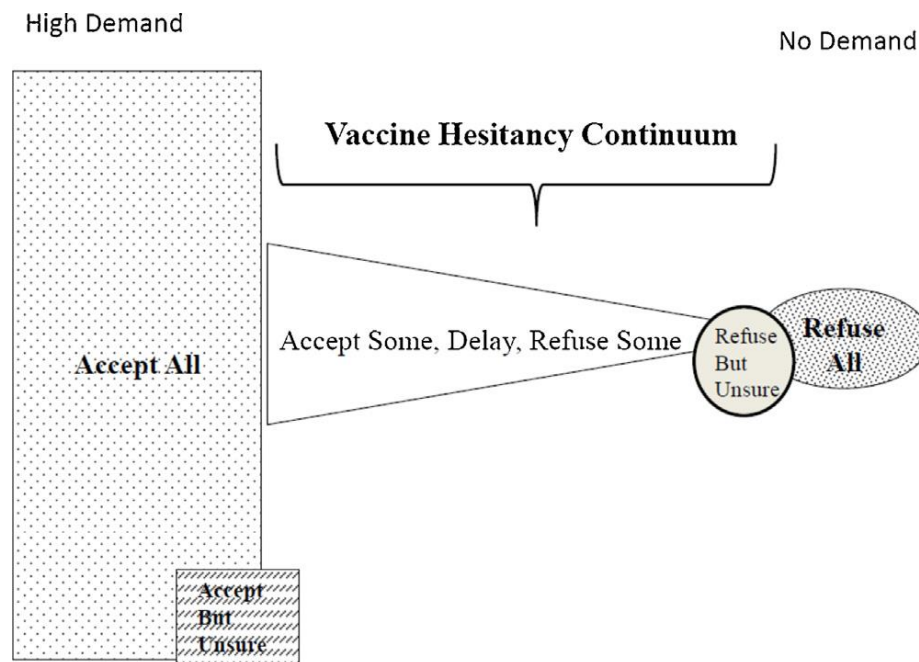 High Demand
No Demand
Vaccine Hesitancy Continuum
Accept All
Accept Some, Delay, Refuse Some
Refuse
But
Unsure
Refuse
All
Accept
But
Unsure